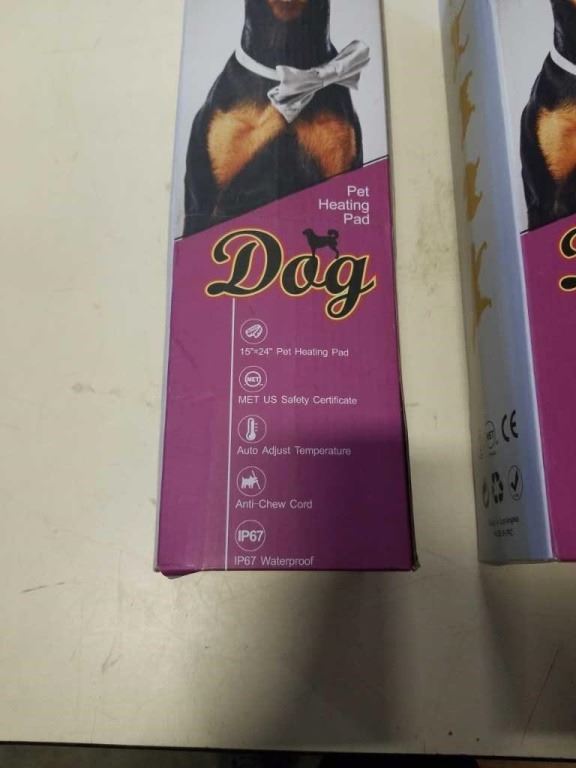 Pet
Heating
Pad
Dog
15"×24" Pet Heating Pad
MET
MET US Safety Certificate
Auto Adjust Temperature
Anti-Chew Cord
IP67
IP67 Waterproof
MET
CE